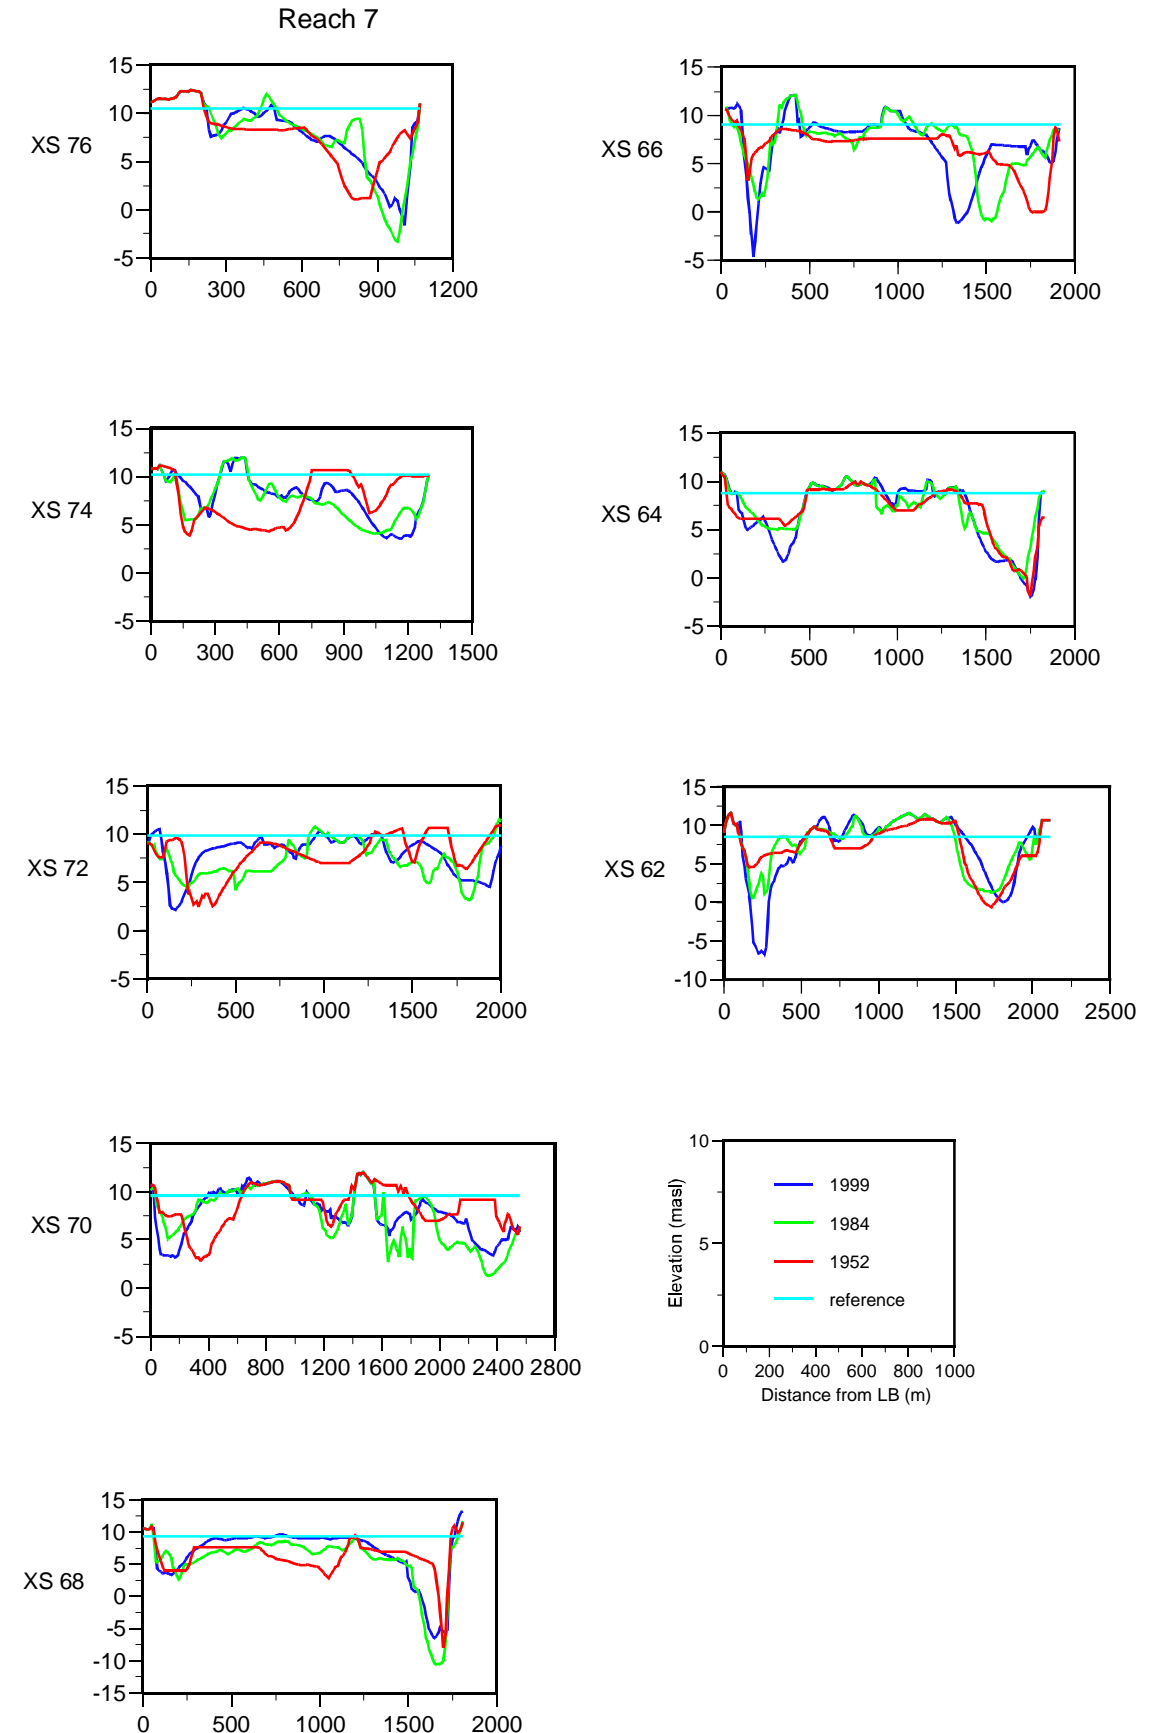 Reach 7
XS 76
15
10
5
0
-5
0 300 600 900 1200
XS 66
15
10
5
0
-5
0 500 1000 1500 2000
XS 74
15
10
5
0
-5
0 300 600 900 1200 1500
XS 64
15
10
5
0
-5
0 500 1000 1500 2000
XS 72
15
10
5
0
-5
0 500 1000 1500 2000
XS 62
15
10
5
0
-5
-10
0 500 1000 1500 2000 2500
XS 70
15
10
5
0
-5
0 400 800 1200 1600 2000 2400 2800
Elevation (masl)
10
5
0
1999
1984
1952
reference
0 200 400 600 800 1000
Distance from LB (m)
XS 68
15
10
5
0
-5
-10
-15
0 500 1000 1500 2000